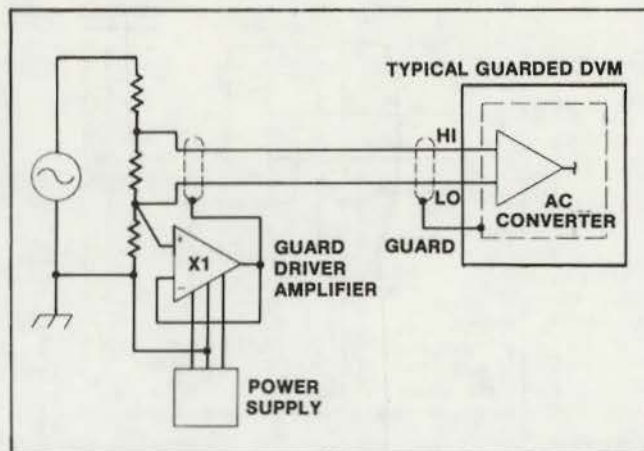 TYPICAL GUARDED DVM
HI
LO
AC
CONVERTER
GUARD
+
X1
−
GUARD
DRIVER
AMPLIFIER
POWER
SUPPLY